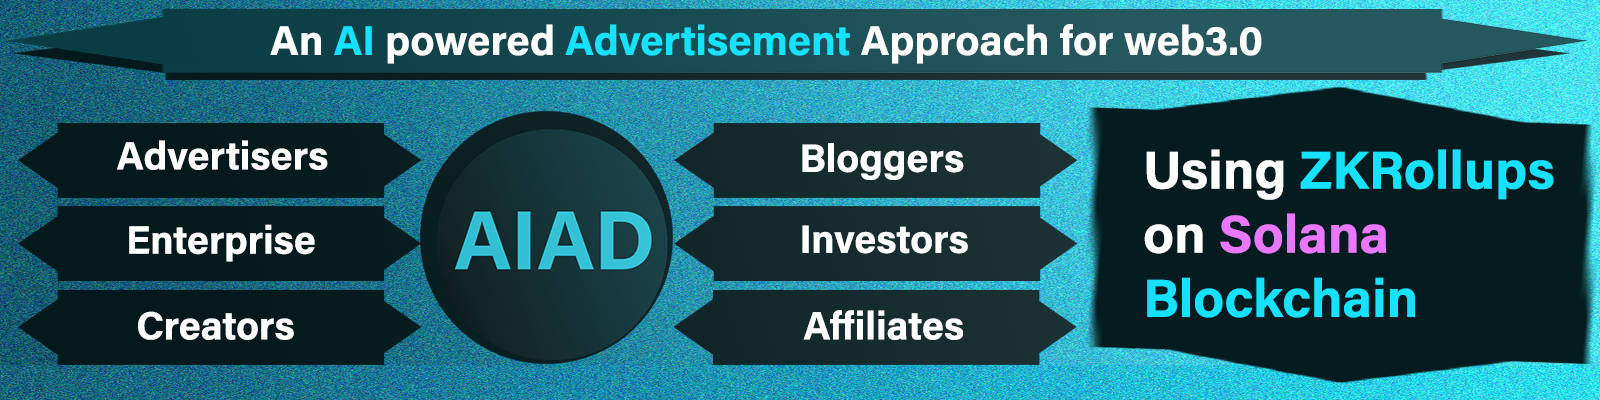 An AI powered Advertisement Approach for web3.0
Advertisers
Enterprise
Creators
AIAD
Bloggers
Investors
Affiliates
Using ZKRollups
on Solana
Blockchain